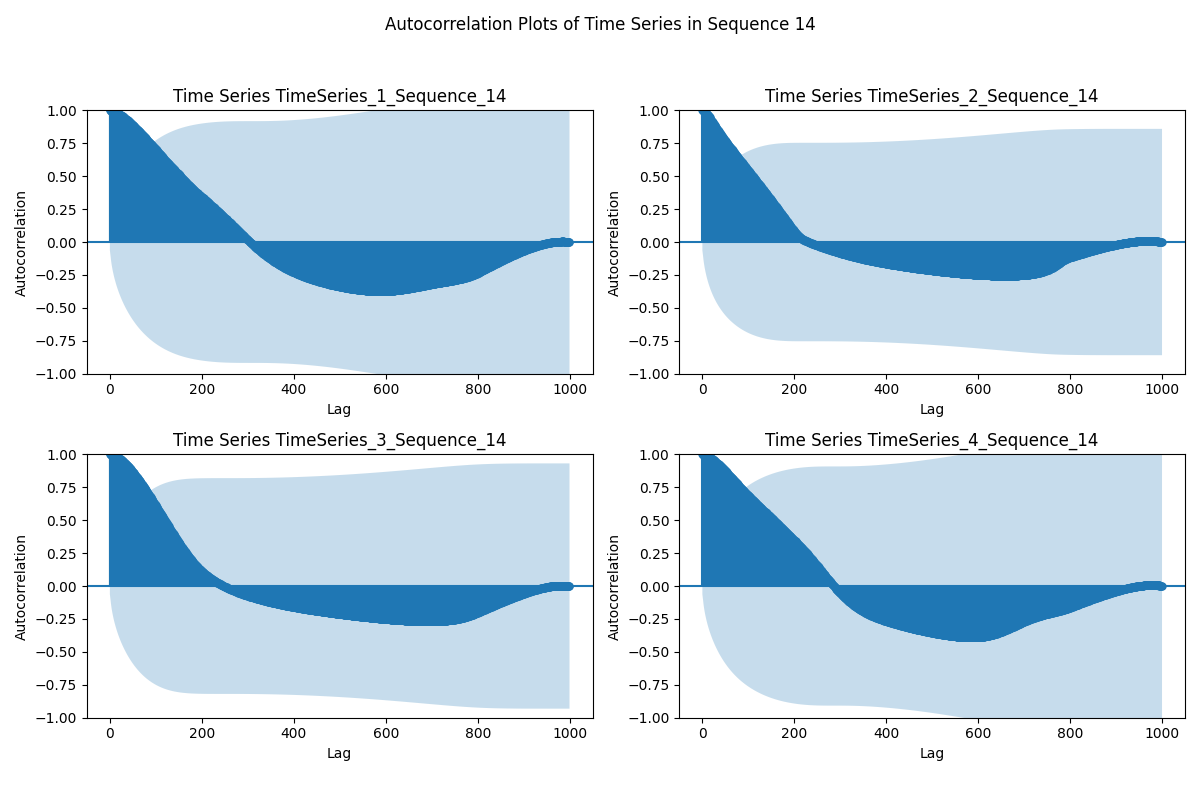 Autocorrelation Plots of Time Series in Sequence 14
Time Series TimeSeries_1_Sequence_14
1.00
0.75
0.50
0.25
0.00
−0.25
−0.50
−0.75
−1.00
Autocorrelation
0 200 400 600 800 1000
Lag
Time Series TimeSeries_2_Sequence_14
1.00
0.75
0.50
0.25
0.00
−0.25
−0.50
−0.75
−1.00
Autocorrelation
0 200 400 600 800 1000
Lag
Time Series TimeSeries_3_Sequence_14
1.00
0.75
0.50
0.25
0.00
−0.25
−0.50
−0.75
−1.00
Autocorrelation
0 200 400 600 800 1000
Lag
Time Series TimeSeries_4_Sequence_14
1.00
0.75
0.50
0.25
0.00
−0.25
−0.50
−0.75
−1.00
Autocorrelation
0 200 400 600 800 1000
Lag